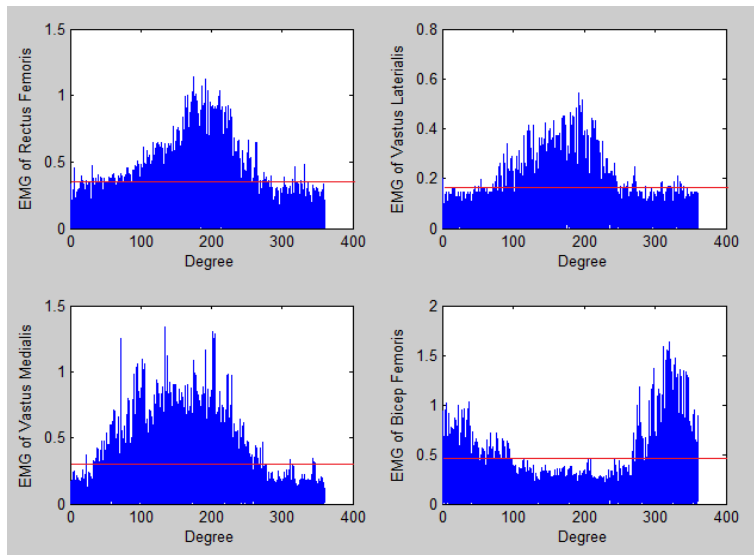 1.5
1
0.5
0
0 100 200 300 400
EMG of Rectus Femoris
Degree
0.8
0.6
0.4
0.2
0
0 100 200 300 400
EMG of Vastus Laterialis
Degree
1.5
1
0.5
0
0 100 200 300 400
EMG of Vastus Medialis
Degree
2
1.5
1
0.5
0
0 100 200 300 400
EMG of Bicep Femoris
Degree